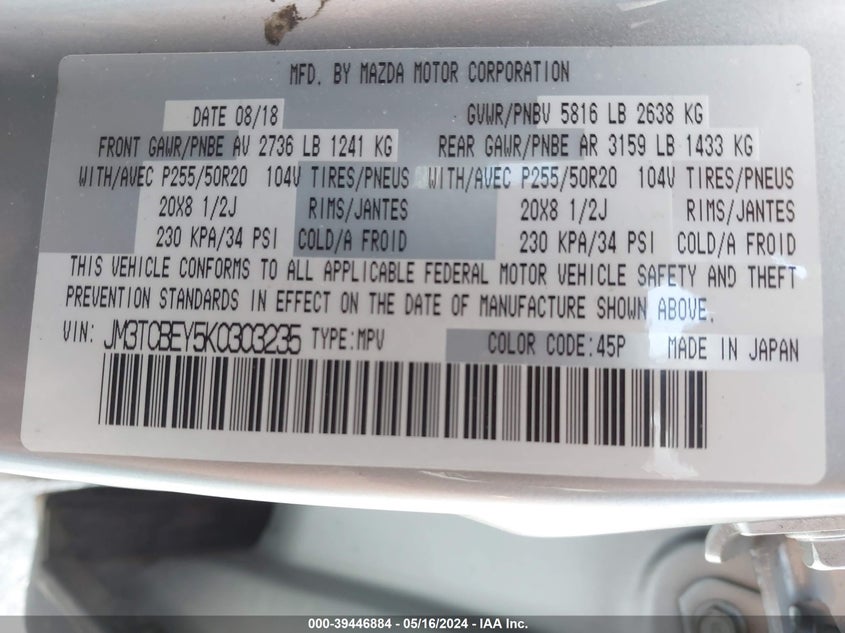 MFD. BY MAZDA MOTOR CORPORATION
DATE 08/18 GVWR/PNBV 5816 LB 2638 KG
FRONT GAWR/PNBE AV 2736 LB 1241 KG REAR GAWR/PNBE AR 3159 LB 1433 KG
WITH/AVEC P255/50R20 104V TIRES/PNEUS WITH/AVEC P255/50R20 104V TIRES/PNEUS
20X8 1/2J RIMS/JANTES 20X8 1/2J RIMS/JANTES
230 KPA/34 PSI COLD/A FROID 230 KPA/34 PSI COLD/A FROID
THIS VEHICLE CONFORMS TO ALL APPLICABLE FEDERAL MOTOR VEHICLE SAFETY AND THEFT
PREVENTION STANDARDS IN EFFECT ON THE DATE OF MANUFACTURE SHOWN ABOVE.
VIN: JM3TCBEY5K0303235 TYPE:MPV COLOR CODE:45P MADE IN JAPAN
000-39446884 - 05/16/2024 - IAA Inc.